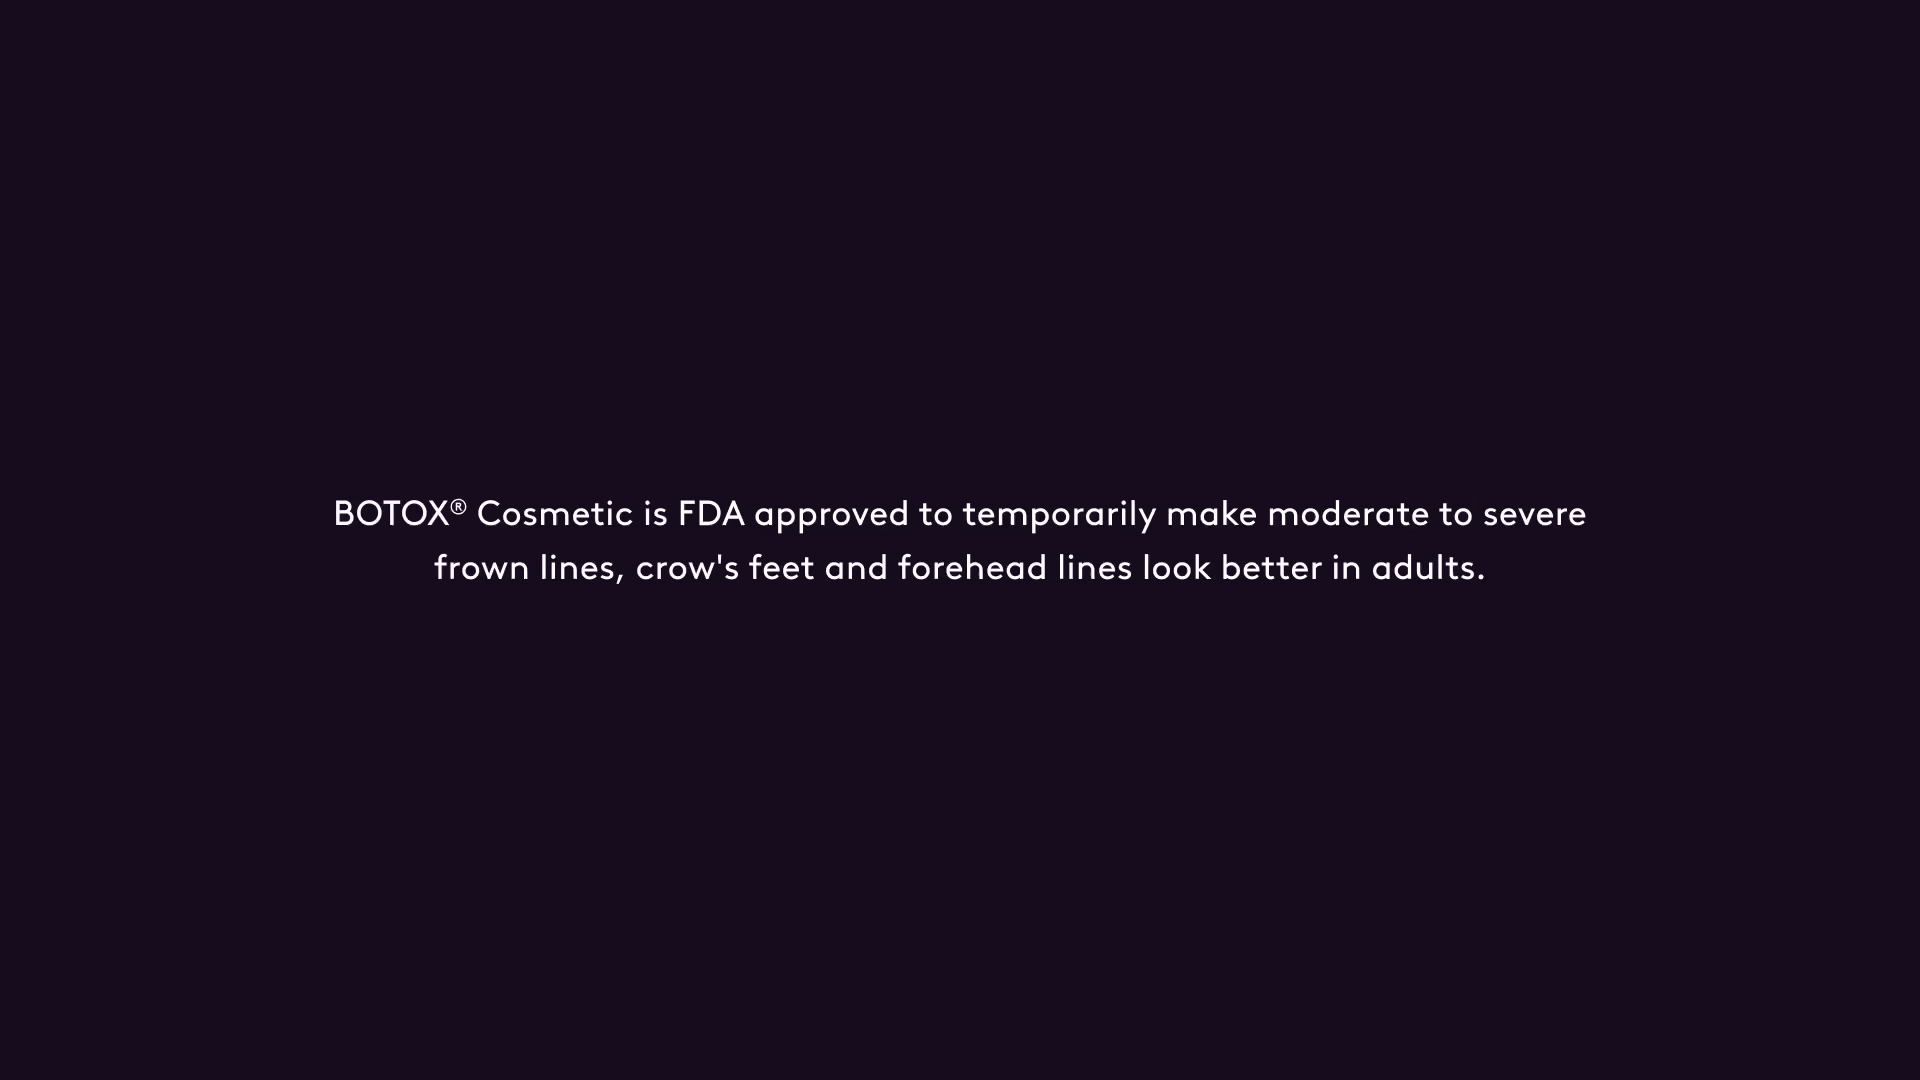 BOTOX® Cosmetic is FDA approved to temporarily make moderate to severe
frown lines, crow's feet and forehead lines look better in adults.